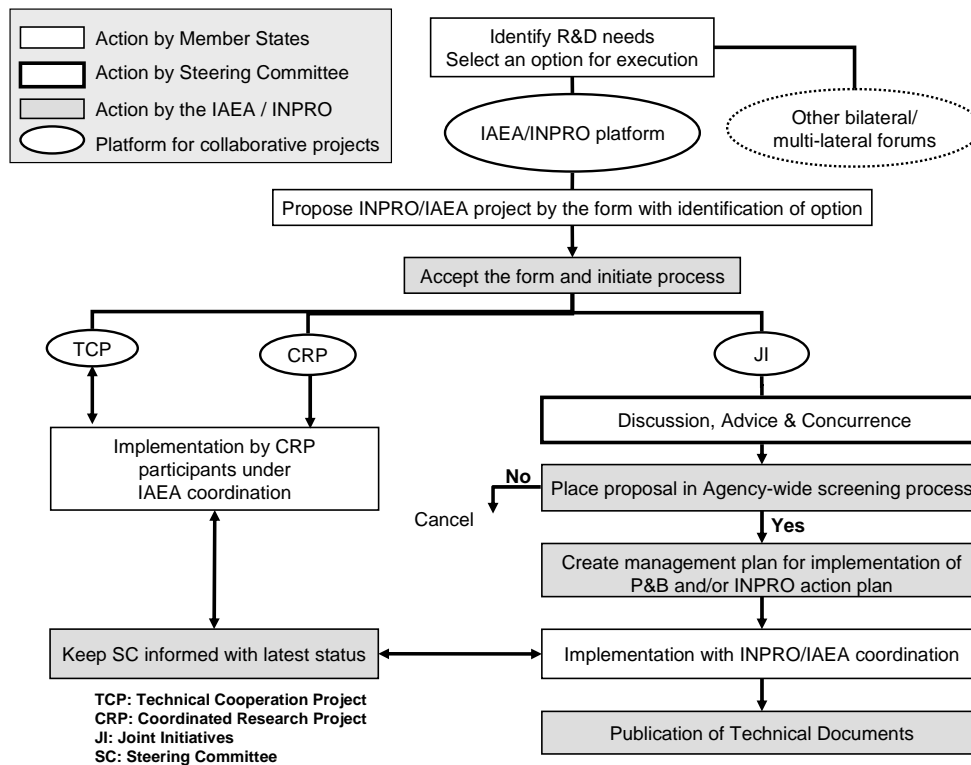 Action by Member States
Action by Steering Committee
Action by the IAEA / INPRO
Platform for collaborative projects
Identify R&D needs
Select an option for execution
IAEA/INPRO platform
Other bilateral/
multi-lateral forums
Propose INPRO/IAEA project by the form with identification of option
Accept the form and initiate process
TCP
CRP
JI
Implementation by CRP
participants under
IAEA coordination
Discussion, Advice & Concurrence
No
Place proposal in Agency-wide screening process
Cancel
Yes
Create management plan for implementation of
P&B and/or INPRO action plan
Keep SC informed with latest status
Implementation with INPRO/IAEA coordination
Publication of Technical Documents
TCP: Technical Cooperation Project
CRP: Coordinated Research Project
JI: Joint Initiatives
SC: Steering Committee